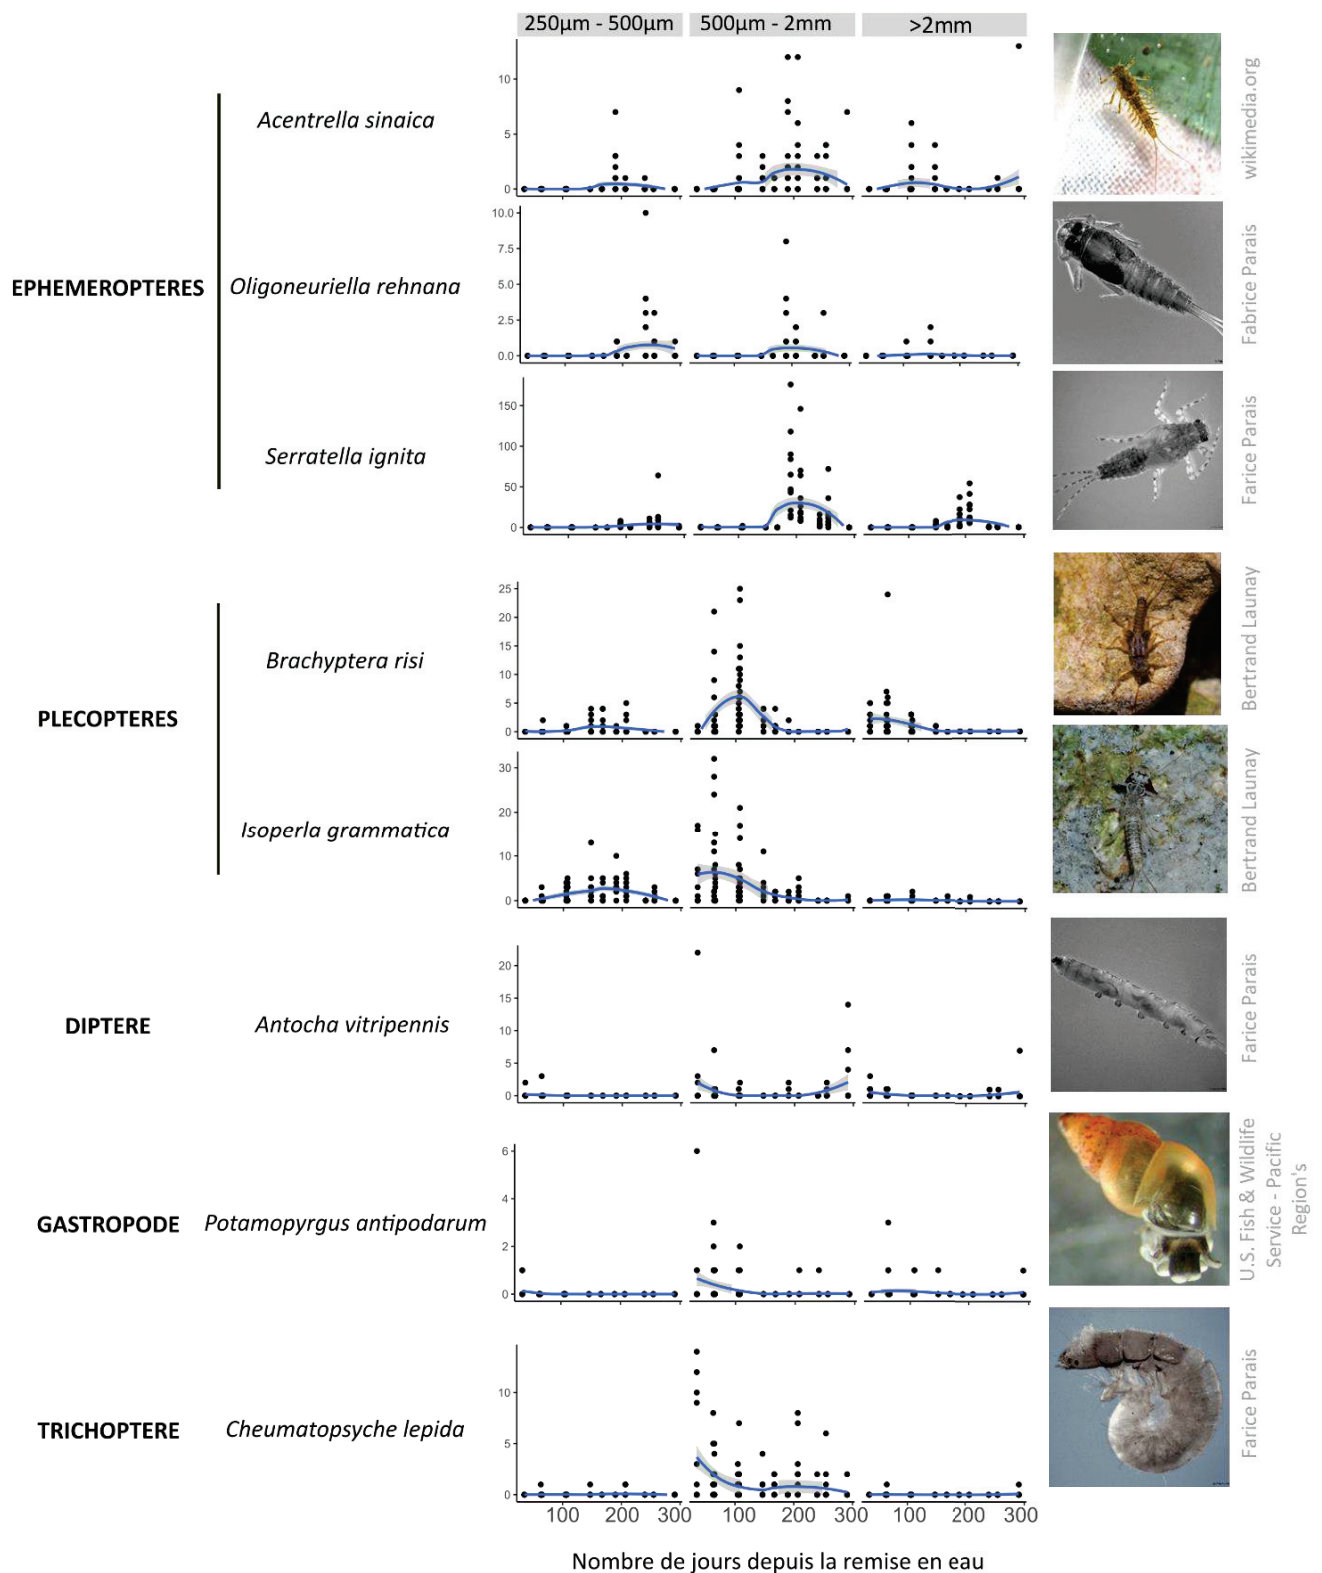 250µm - 500µm 500µm - 2mm >2mm
EPHEMEROPTERES
Acentrella sinaica
10
5
0
wikimedia.org
Oligoneuriella rehnana
10.0
7.5
5.0
2.5
0.0
Fabrice Parais
Serratella ignita
150
100
50
0
Farice Parais
PLECOPTERES
Brachyptera risi
25
20
15
10
5
0
Bertrand Launay
Isoperla grammatica
30
20
10
0
Bertrand Launay
DIPTERE
Antocha vitripennis
20
15
10
5
0
Farice Parais
GASTROPODE
Potamopyrgus antipodarum
6
4
2
0
U.S. Fish & Wildlife
Service - Pacific
Region's
TRICHOPTERE
Cheumatopsyche lepida
10
5
0
Farice Parais
100 200 300 100 200 300 100 200 300
Nombre de jours depuis la remise en eau